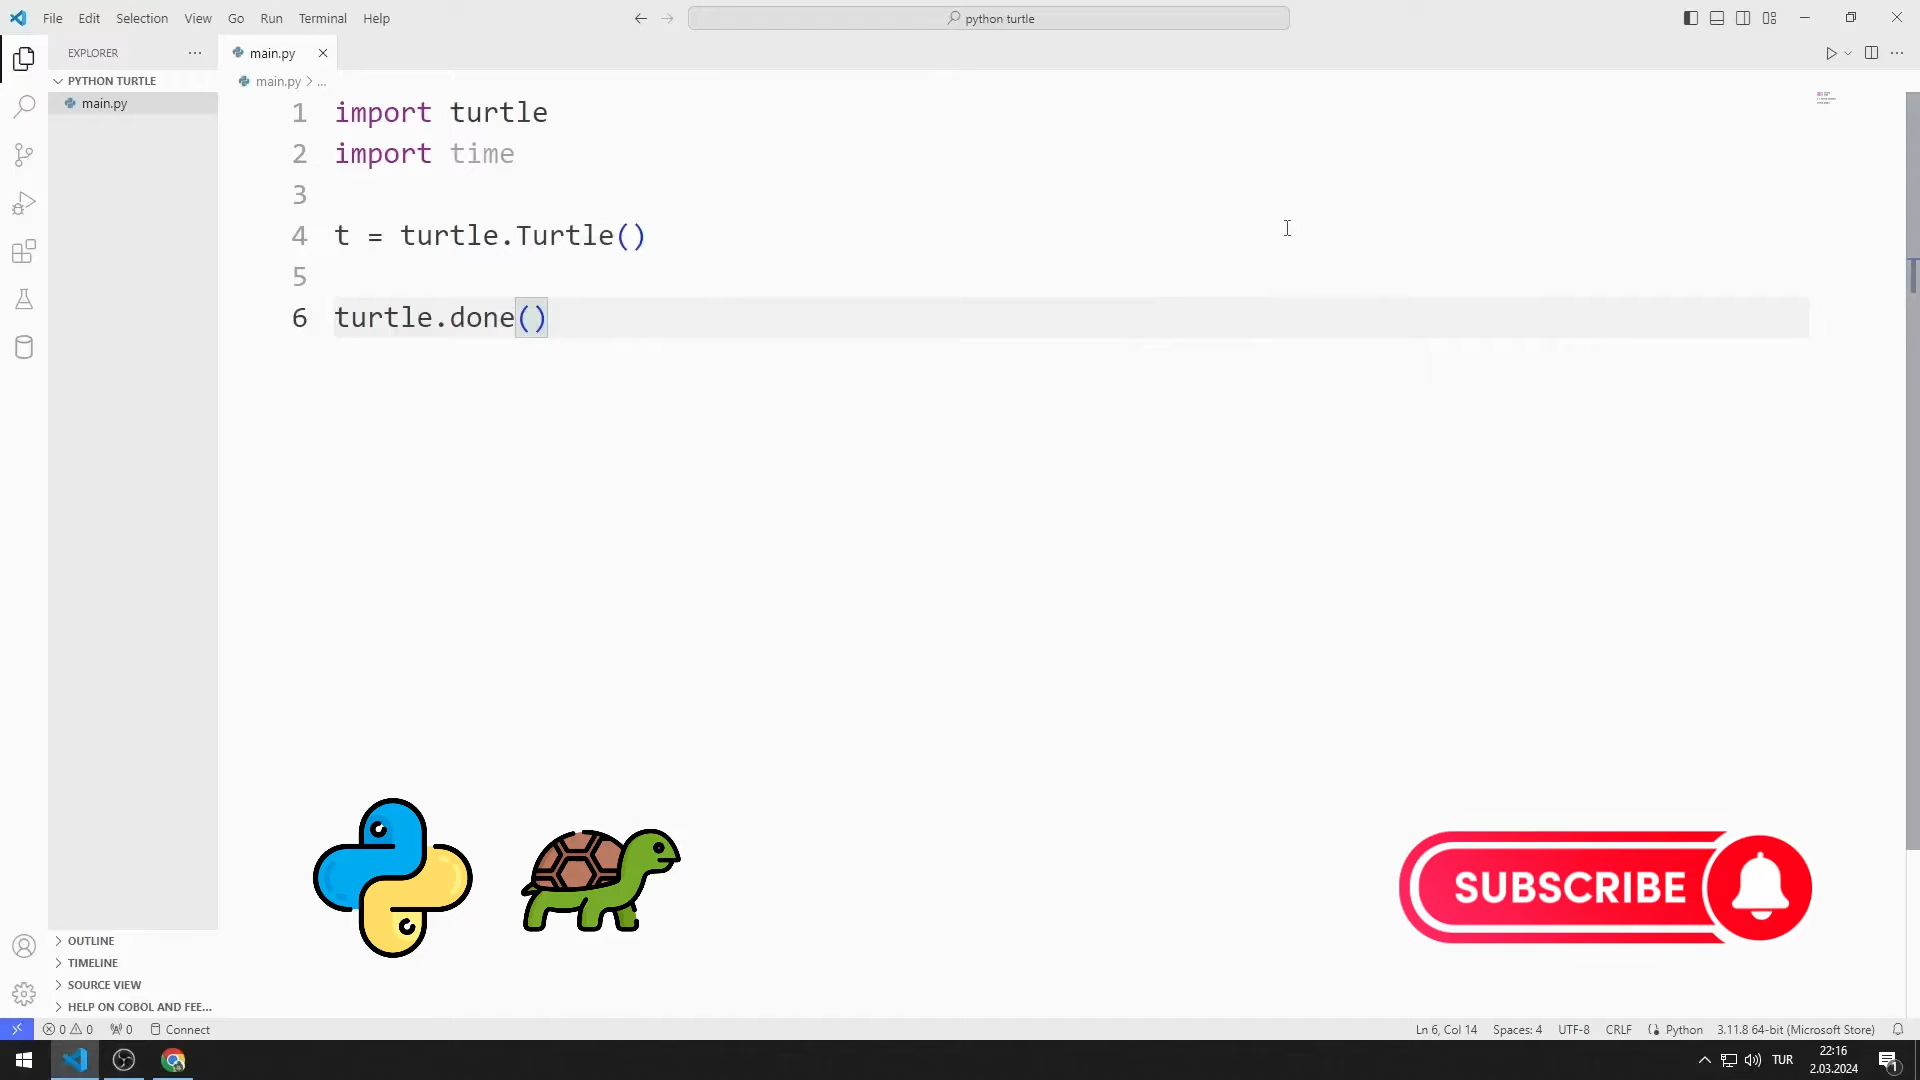 File Edit Selection View Go Run Terminal Help
python turtle
EXPLORER
main.py
PYTHON TURTLE
main.py
main.py > ...
1 import turtle
2 import time
3
4 t = turtle.Turtle()
5
6 turtle.done()
SUBSCRIBE
OUTLINE
TIMELINE
SOURCE VIEW
HELP ON COBOL AND FEE...
0 0 0 Connect
Ln 6, Col 14 Spaces: 4 UTF-8 CRLF Python 3.11.8 64-bit (Microsoft Store)
TUR
22:16
2.03.2024
1